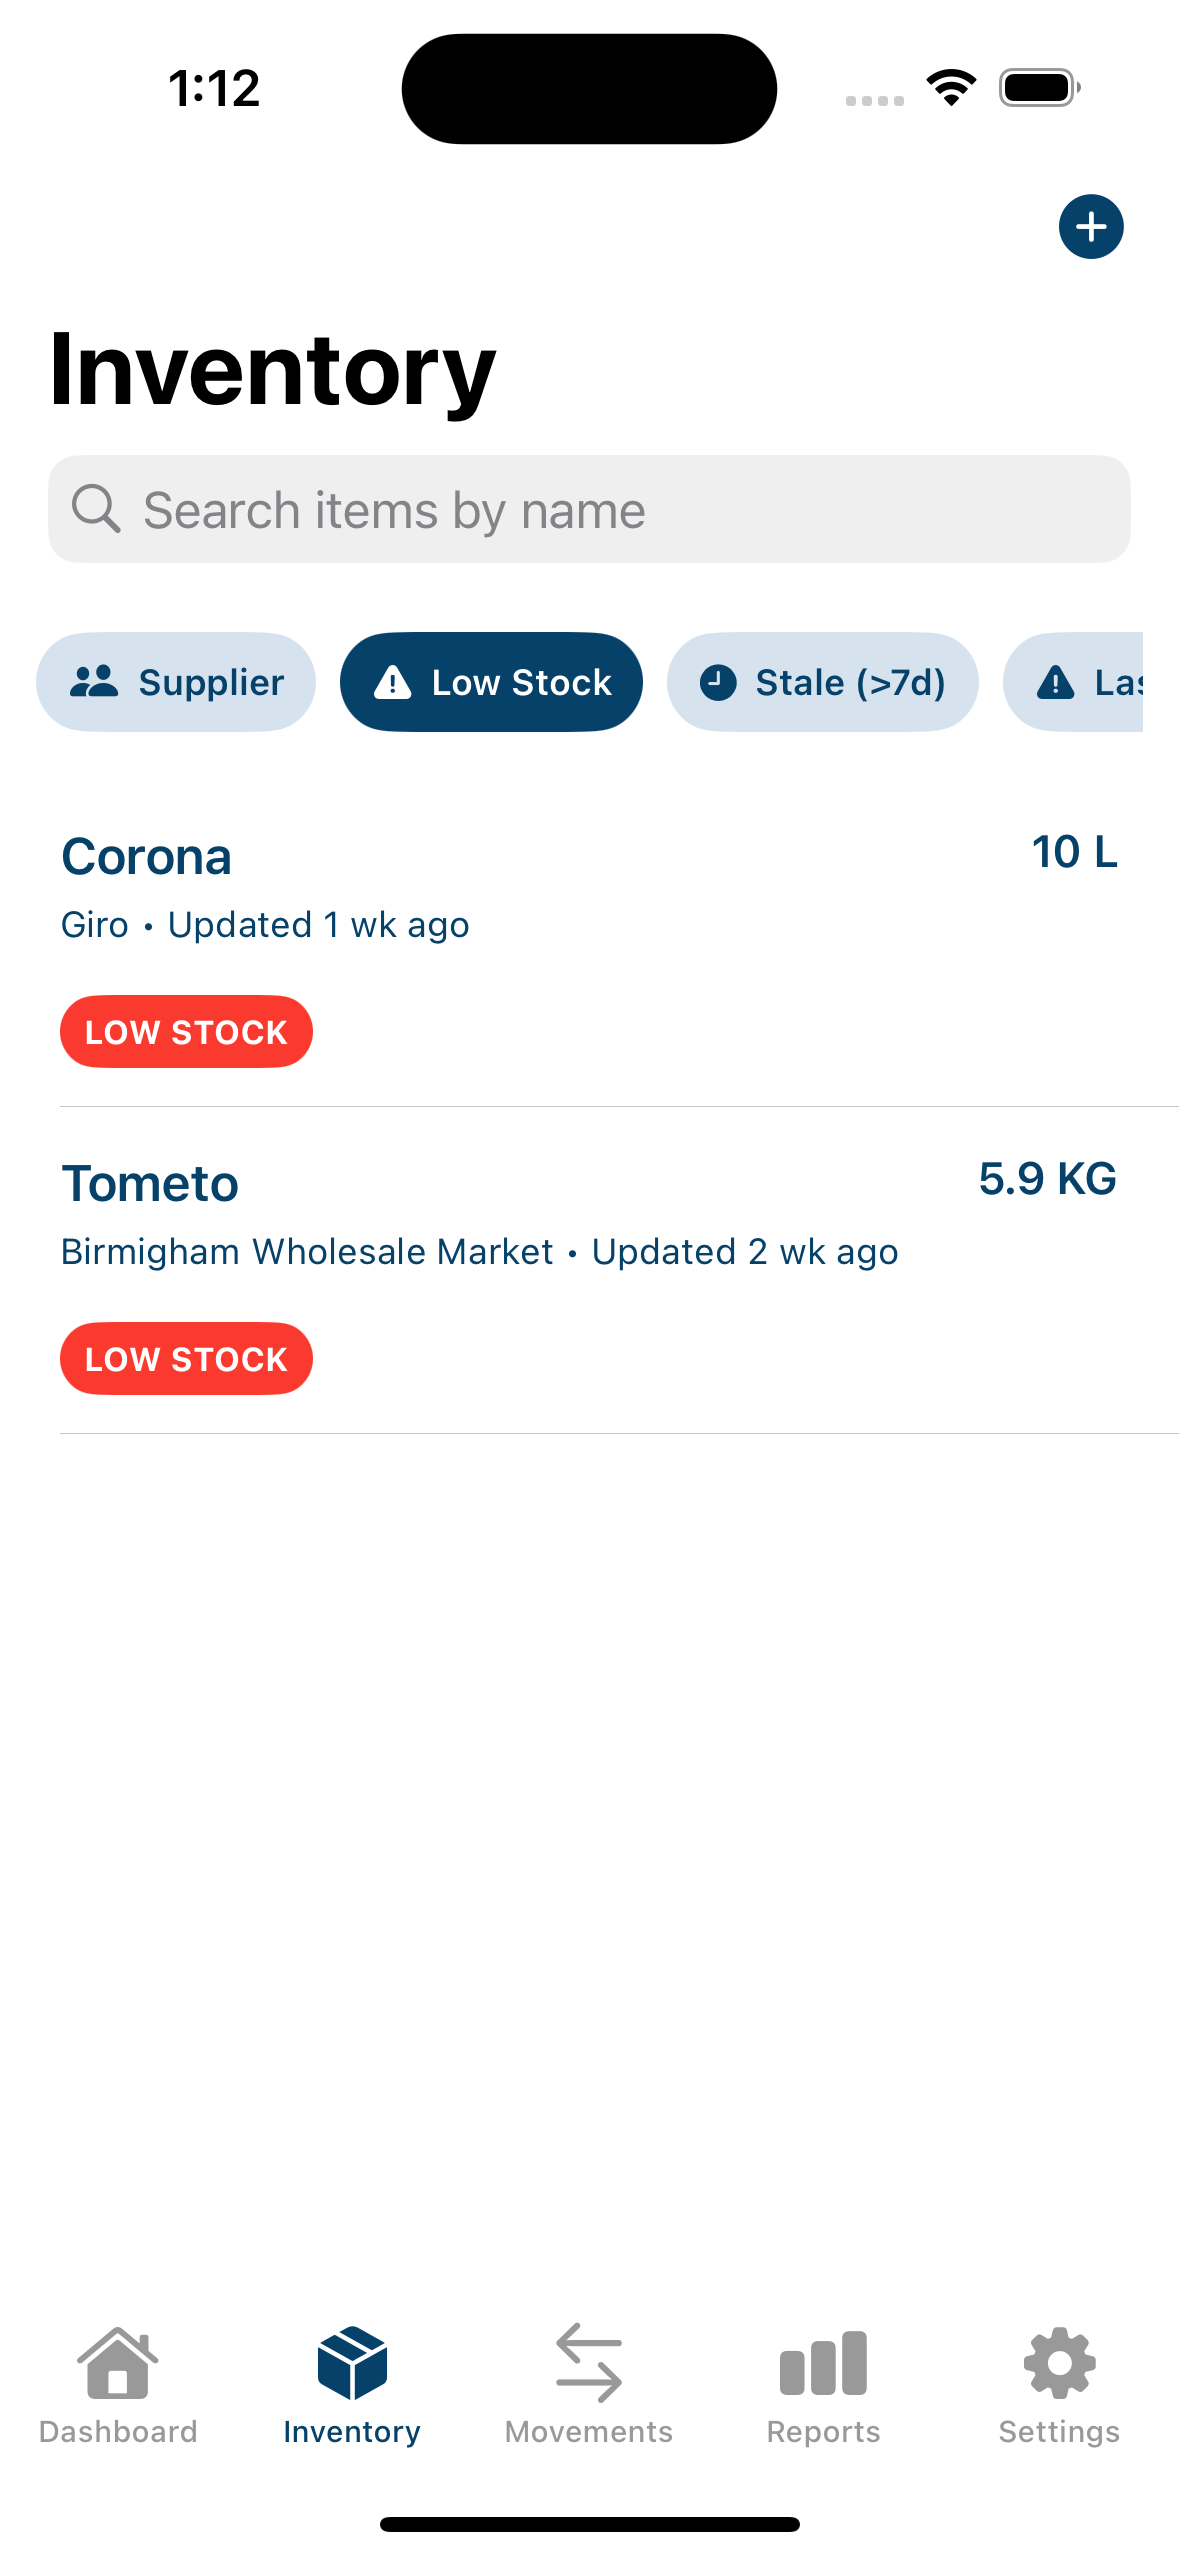 1:12
Inventory
Search items by name
Supplier
Low Stock
Stale (>7d)
Corona
10 L
Giro • Updated 1 wk ago
LOW STOCK
Tometo
5.9 KG
Birmigham Wholesale Market • Updated 2 wk ago
LOW STOCK
Dashboard
Inventory
Movements
Reports
Settings